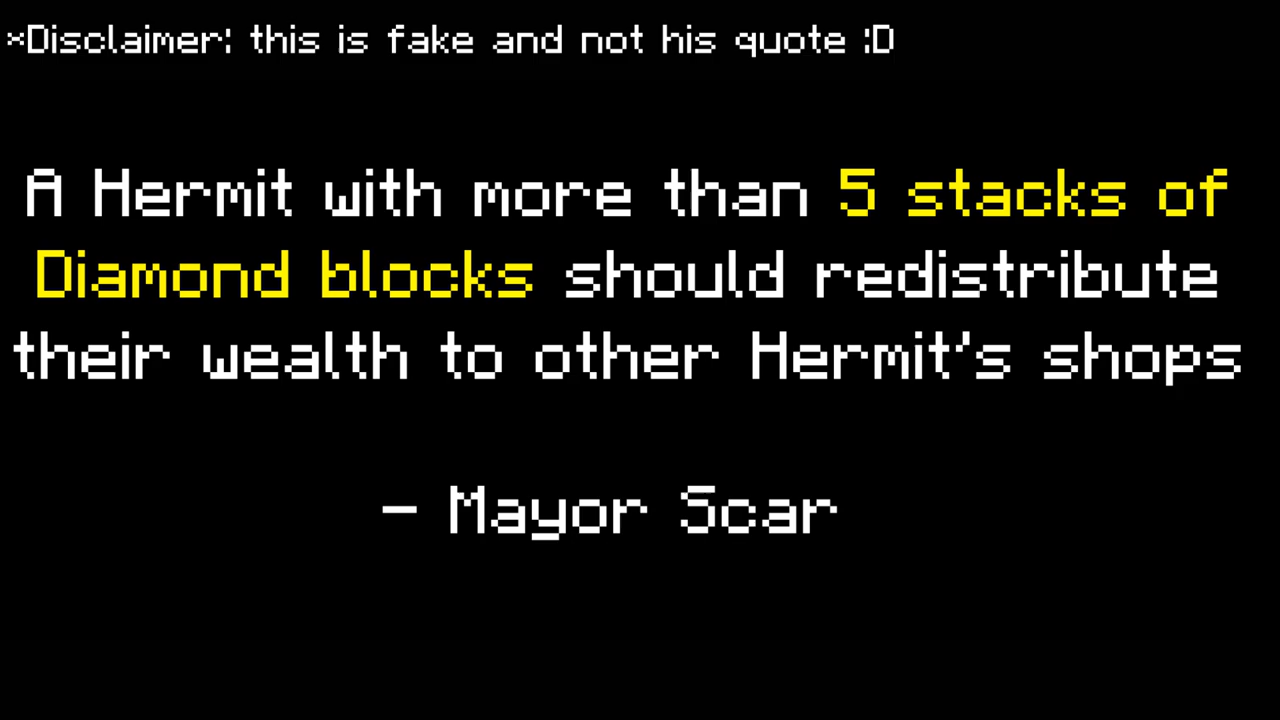 *Disclaimer: this is fake and not his quote :D
A Hermit with more than 5 stacks of
Diamond blocks should redistribute
their wealth to other Hermit's shops
- Mayor Scar